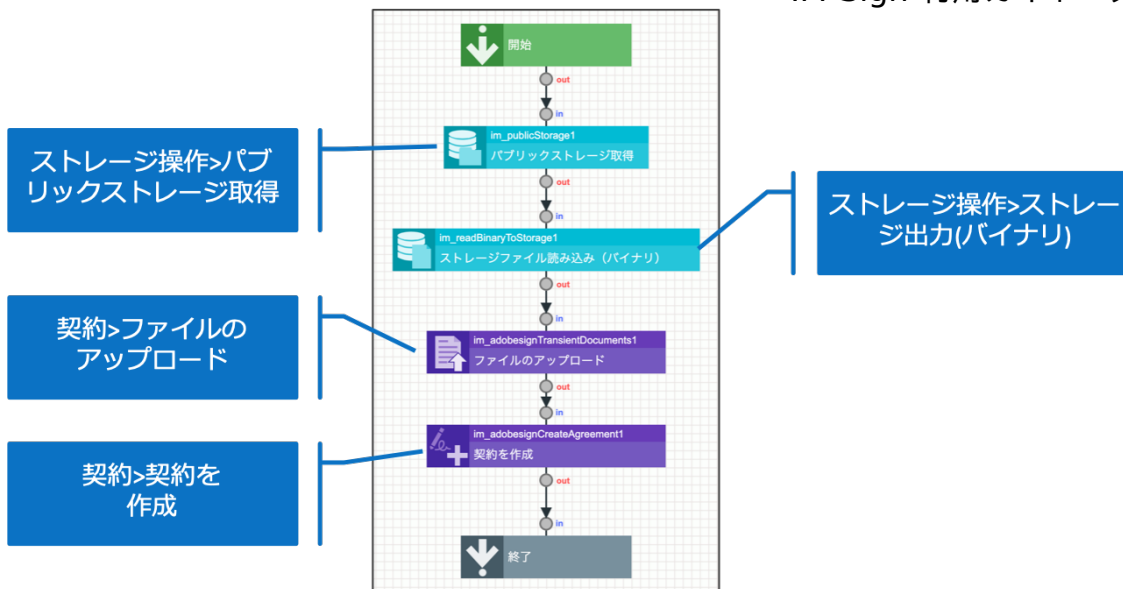 開始
out
in
im_publicStorage1
パブリックストレージ取得
ストレージ操作>パブ
リックストレージ取得
out
in
im_readBinaryToStorage1
ストレージファイル読み込み（バイナリ）
ストレージ操作>ストレー
ジ出力(バイナリ)
out
in
im_adobesignTransientDocuments1
ファイルのアップロード
契約>ファイルの
アップロード
out
in
im_adobesignCreateAgreement1
契約を作成
契約>契約を
作成
out
in
終了